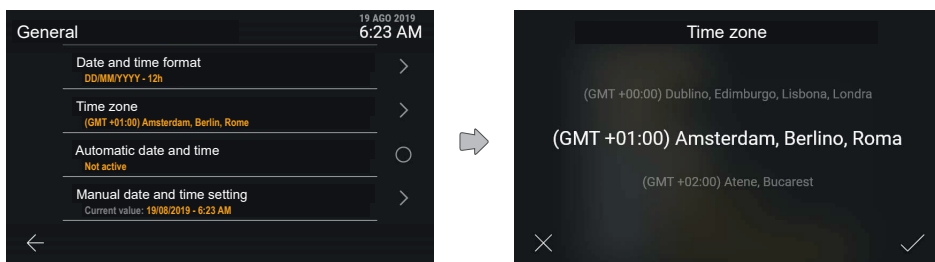 General
19 AGO 2019
6:23 AM
Date and time format
DD/MM/YYYY - 12h
Time zone
(GMT +01:00) Amsterdam, Berlin, Rome
Automatic date and time
Not active
Manual date and time setting
Current value: 19/08/2019 - 6:23 AM
Time zone
(GMT +00:00) Dublino, Edimburgo, Lisbona, Londra
(GMT +01:00) Amsterdam, Berlino, Roma
(GMT +02:00) Atene, Bucarest